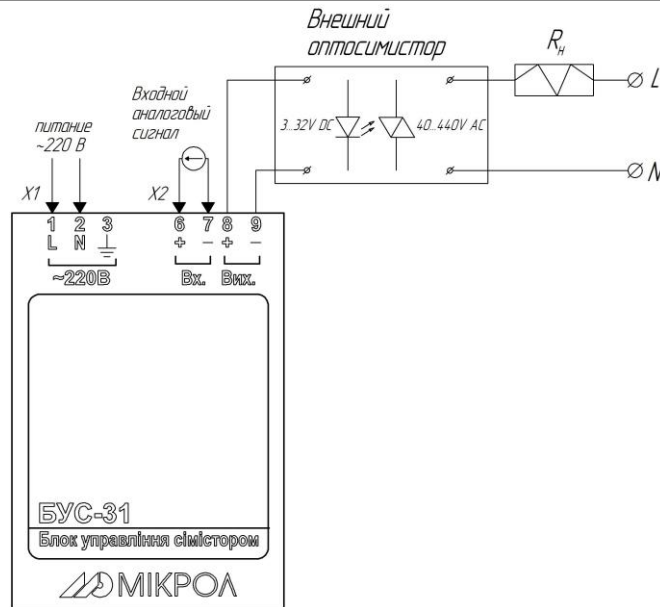 Внешний
оптосимистор
Rн
L
Входной
аналоговый
сигнал
3...32V DC
40...440V AC
питание
~220 В
N
X1
X2
1 2 3 6 7 8 9
L N + − + −
~220В Вх. Вих.
БУС-31
Блок управління сімістором
МІКРОЛ